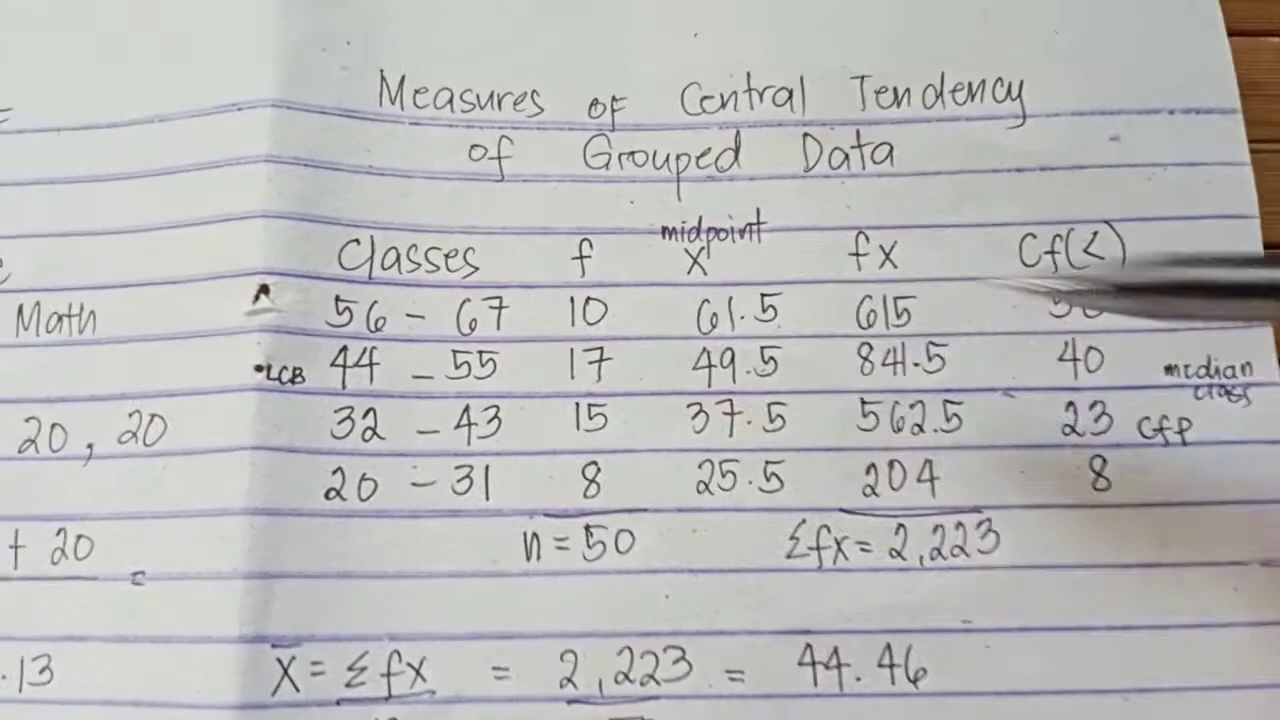 Measures of Central Tendency
of Grouped Data
midpoint
Classes f X fx Cf(<)
Math 56 - 67 10 61.5 615
•LCB 44 - 55 17 49.5 841.5 40 median class
20, 20 32 - 43 15 37.5 562.5 23 Cfp
20 - 31 8 25.5 204 8
+ 20 = n = 50 Σfx = 2,223
.13 X̄ = Σfx = 2,223 = 44.46